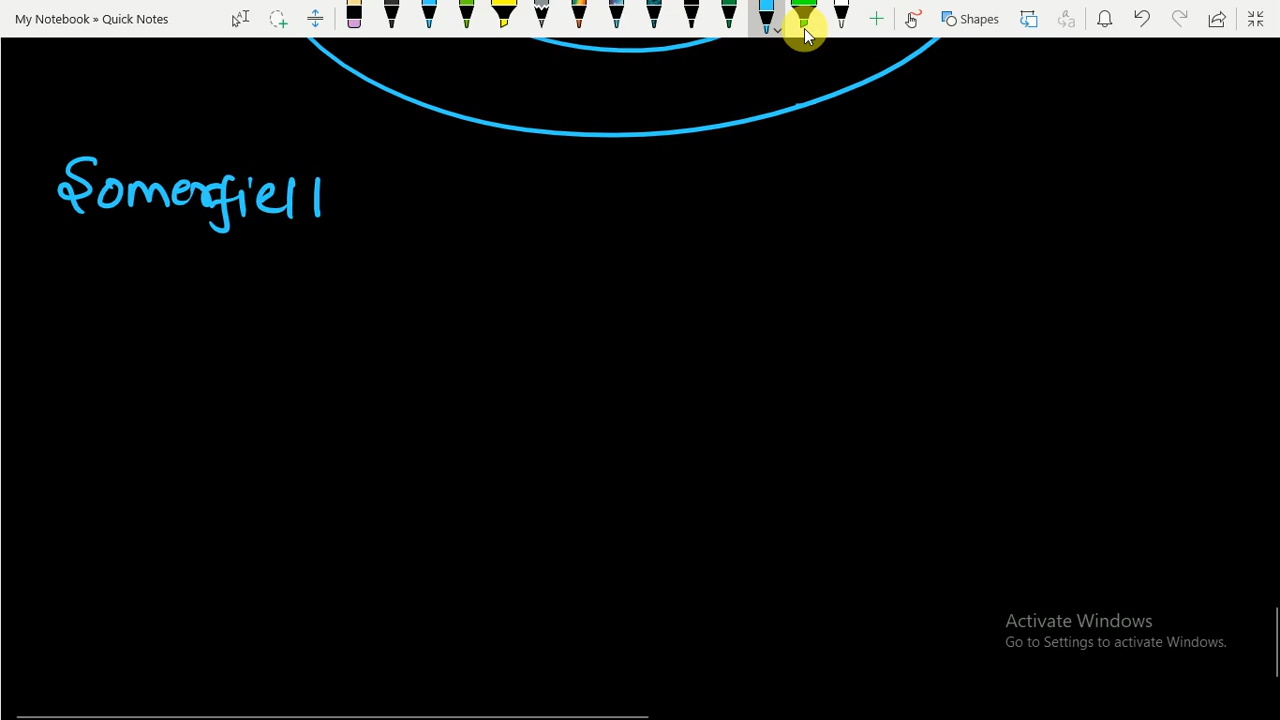 My Notebook » Quick Notes
Shapes
Somerfiell
Activate Windows
Go to Settings to activate Windows.